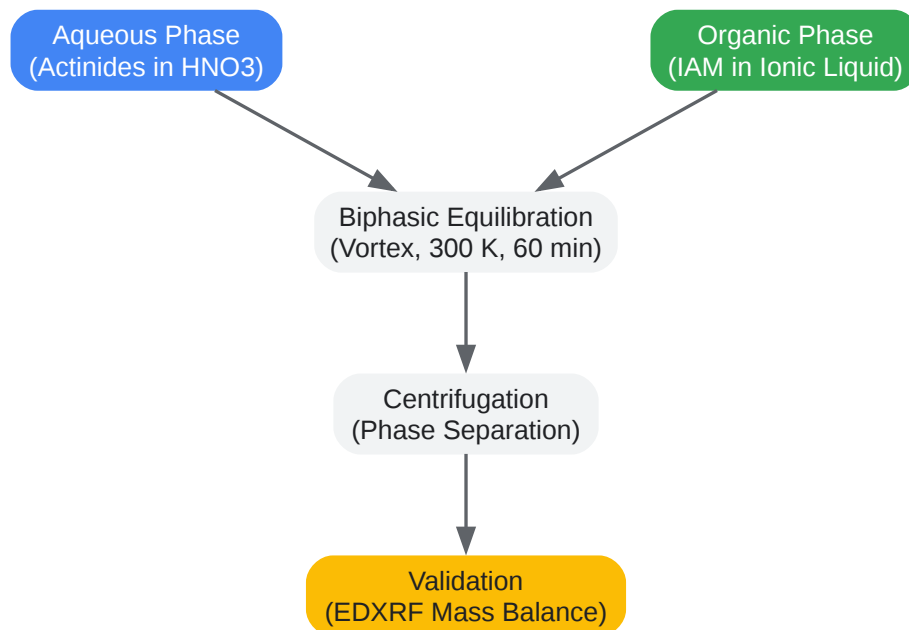 Aqueous Phase
(Actinides in HNO3)
Organic Phase
(IAM in Ionic Liquid)
Biphasic Equilibration
(Vortex, 300 K, 60 min)
Centrifugation
(Phase Separation)
Validation
(EDXRF Mass Balance)